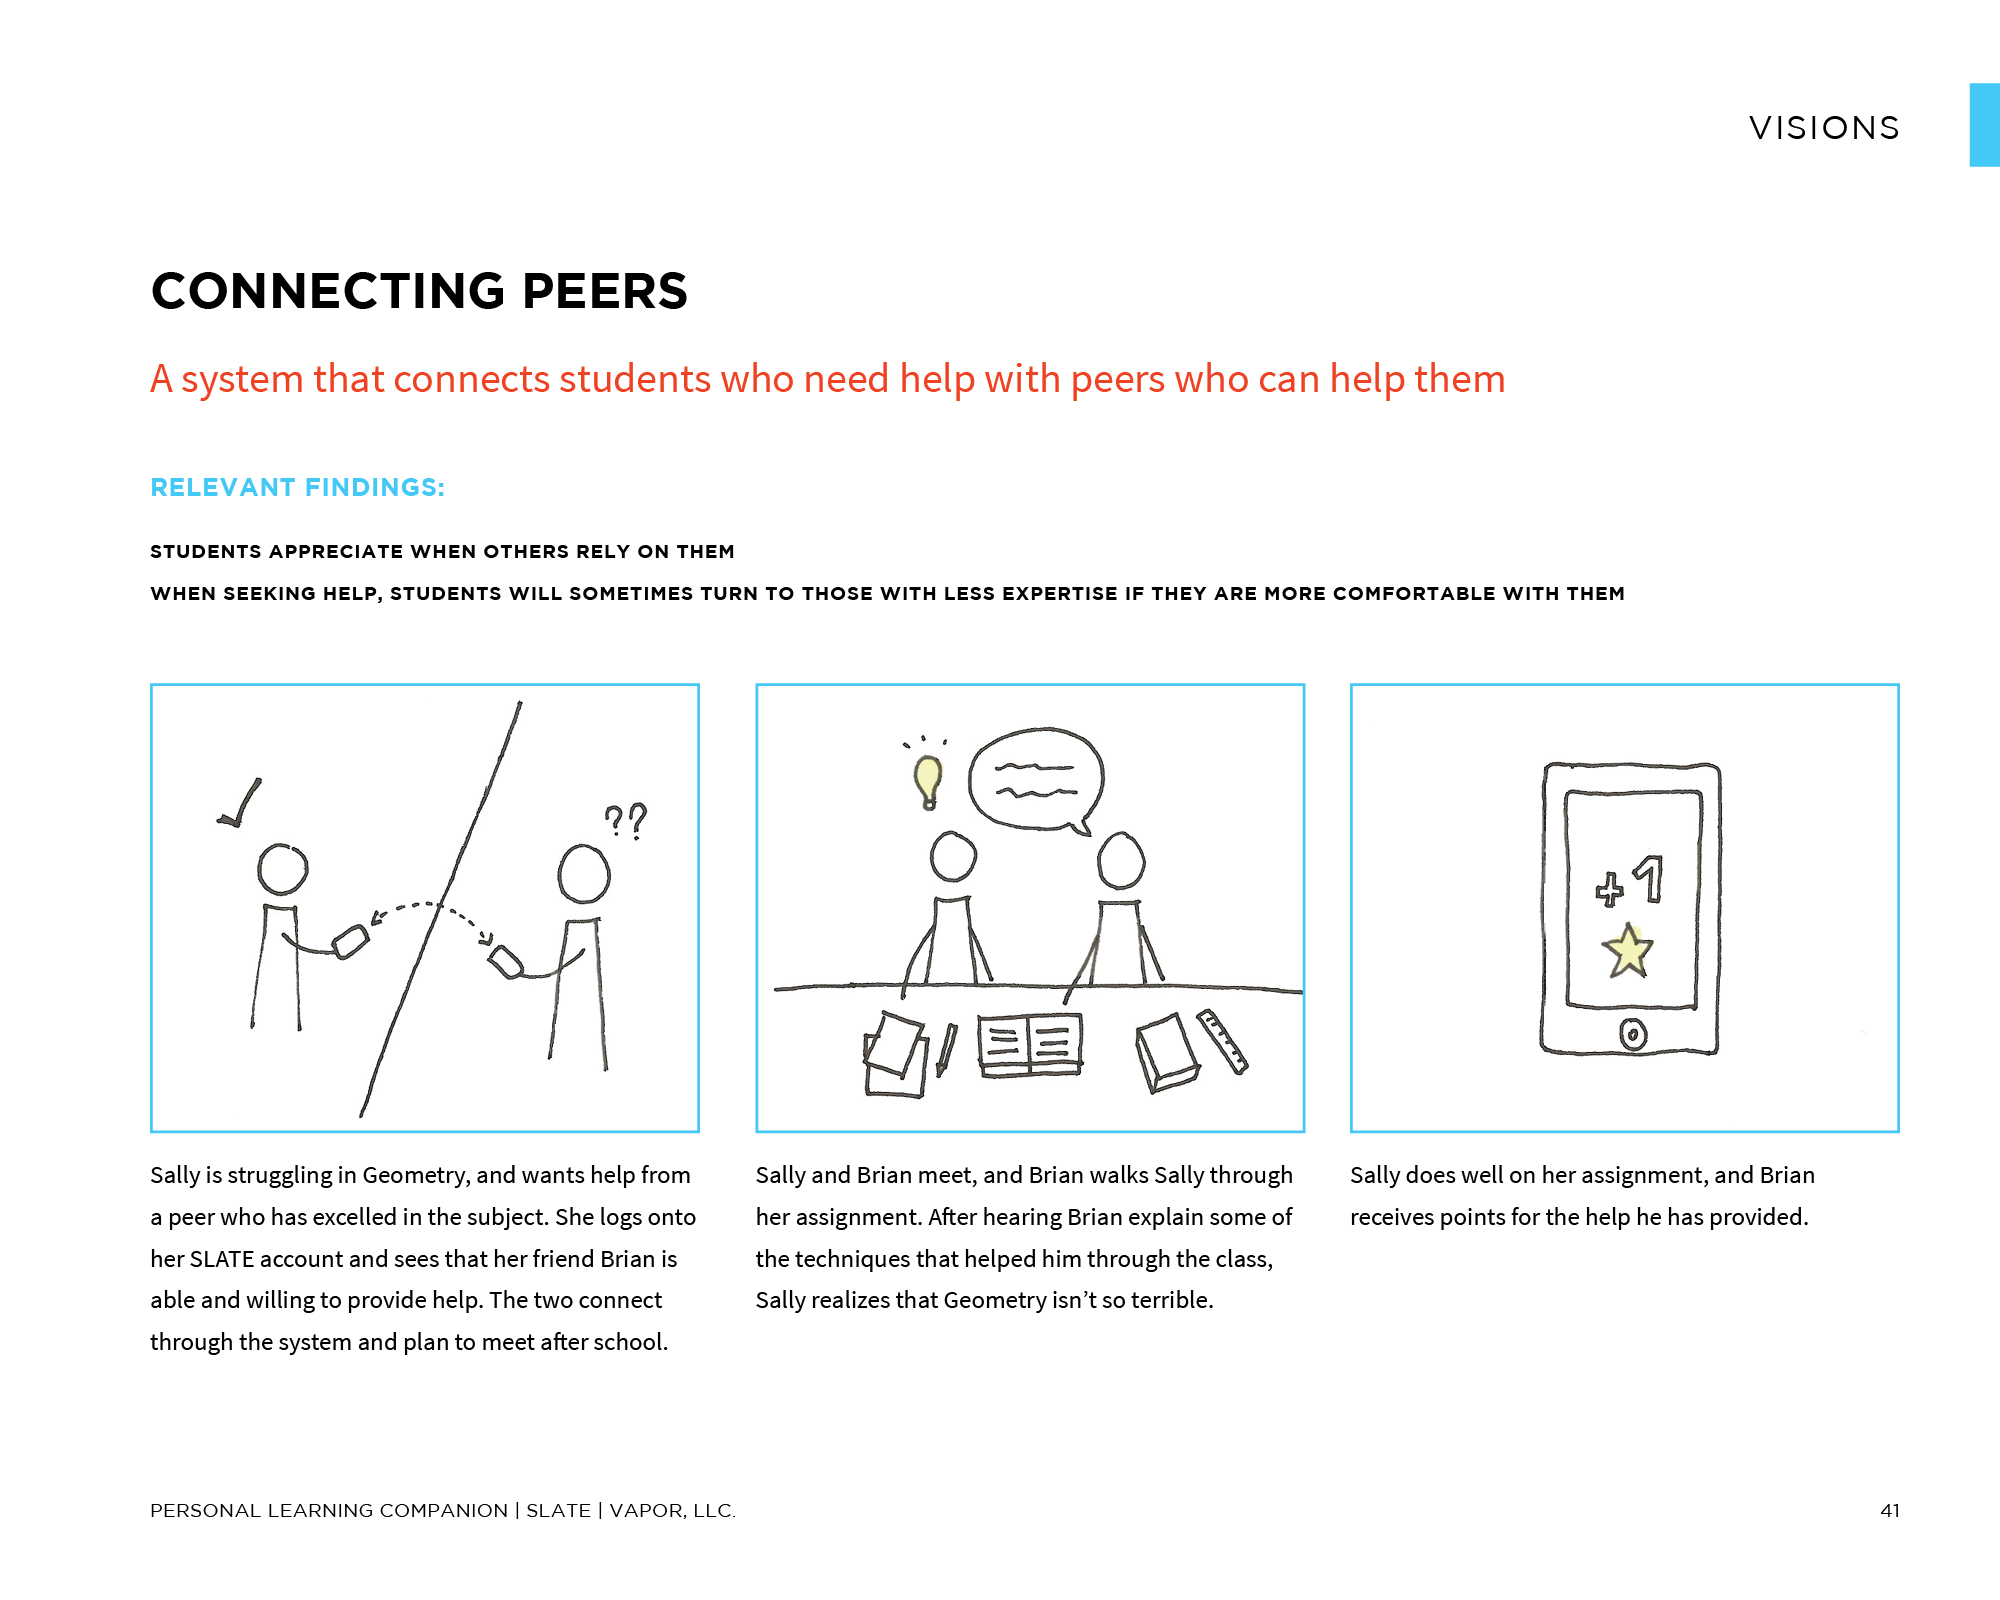 VISIONS
CONNECTING PEERS
A system that connects students who need help with peers who can help them
RELEVANT FINDINGS:
STUDENTS APPRECIATE WHEN OTHERS RELY ON THEM
WHEN SEEKING HELP, STUDENTS WILL SOMETIMES TURN TO THOSE WITH LESS EXPERTISE IF THEY ARE MORE COMFORTABLE WITH THEM
??
+1
Sally is struggling in Geometry, and wants help from
a peer who has excelled in the subject. She logs onto
her SLATE account and sees that her friend Brian is
able and willing to provide help. The two connect
through the system and plan to meet after school.
Sally and Brian meet, and Brian walks Sally through
her assignment. After hearing Brian explain some of
the techniques that helped him through the class,
Sally realizes that Geometry isn’t so terrible.
Sally does well on her assignment, and Brian
receives points for the help he has provided.
PERSONAL LEARNING COMPANION | SLATE | VAPOR, LLC.
41